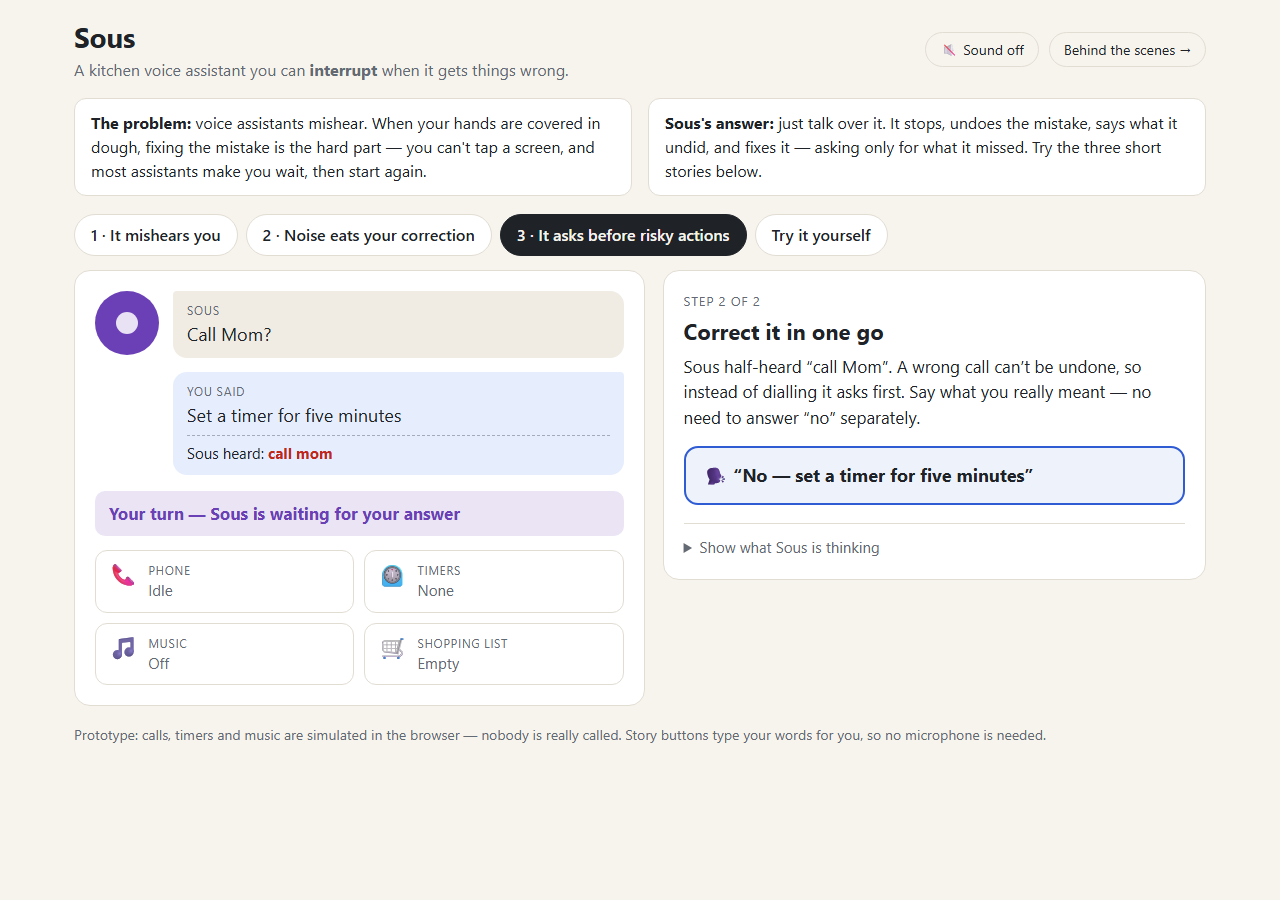 Sous
A kitchen voice assistant you can interrupt when it gets things wrong.
Sound off
Behind the scenes →
The problem: voice assistants mishear. When your hands are covered in
dough, fixing the mistake is the hard part — you can't tap a screen, and
most assistants make you wait, then start again.
Sous's answer: just talk over it. It stops, undoes the mistake, says what it
undid, and fixes it — asking only for what it missed. Try the three short
stories below.
1 · It mishears you
2 · Noise eats your correction
3 · It asks before risky actions
Try it yourself
SOUS
Call Mom?
YOU SAID
Set a timer for five minutes
Sous heard: call mom
Your turn — Sous is waiting for your answer
PHONE
Idle
TIMERS
None
MUSIC
Off
SHOPPING LIST
Empty
STEP 2 OF 2
Correct it in one go
Sous half-heard “call Mom”. A wrong call can’t be undone, so
instead of dialling it asks first. Say what you really meant — no
need to answer “no” separately.
“No — set a timer for five minutes”
Show what Sous is thinking
Prototype: calls, timers and music are simulated in the browser — nobody is really called. Story buttons type your words for you, so no microphone is needed.